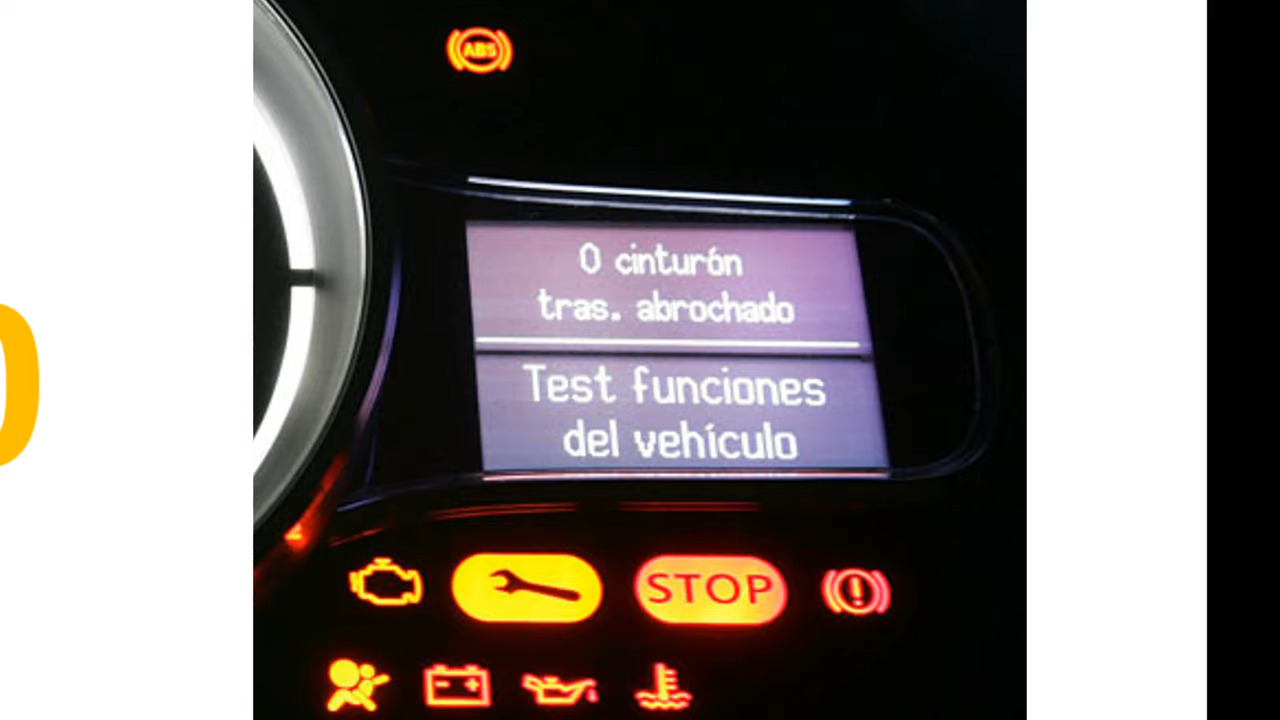 ABS
0 cinturón
tras. abrochado
Test funciones
del vehículo
STOP